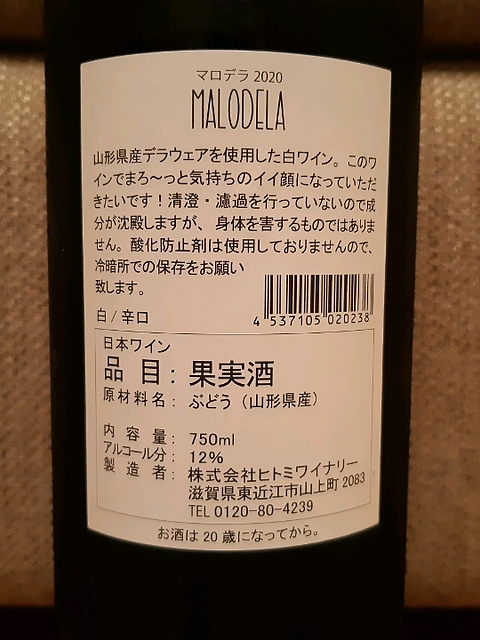 マロデラ 2020
MALODELA
山形県産デラウェアを使用した白ワイン。このワ
インでまろ～っと気持ちのイイ顔になっていただ
きたいです！清澄・濾過を行っていないので成
分が沈殿しますが、身体を害するものではありま
せん。酸化防止剤は使用しておりませんので、
冷暗所での保存をお願い
致します。
白 / 辛口
4 537105 020238
日本ワイン
品 目： 果実酒
原材料名： ぶどう（山形県産）
内 容 量： 750ml
アルコール分： 12%
製 造 者： 株式会社ヒトミワイナリー
滋賀県東近江市山上町 2083
TEL 0120-80-4239
お酒は 20 歳になってから。